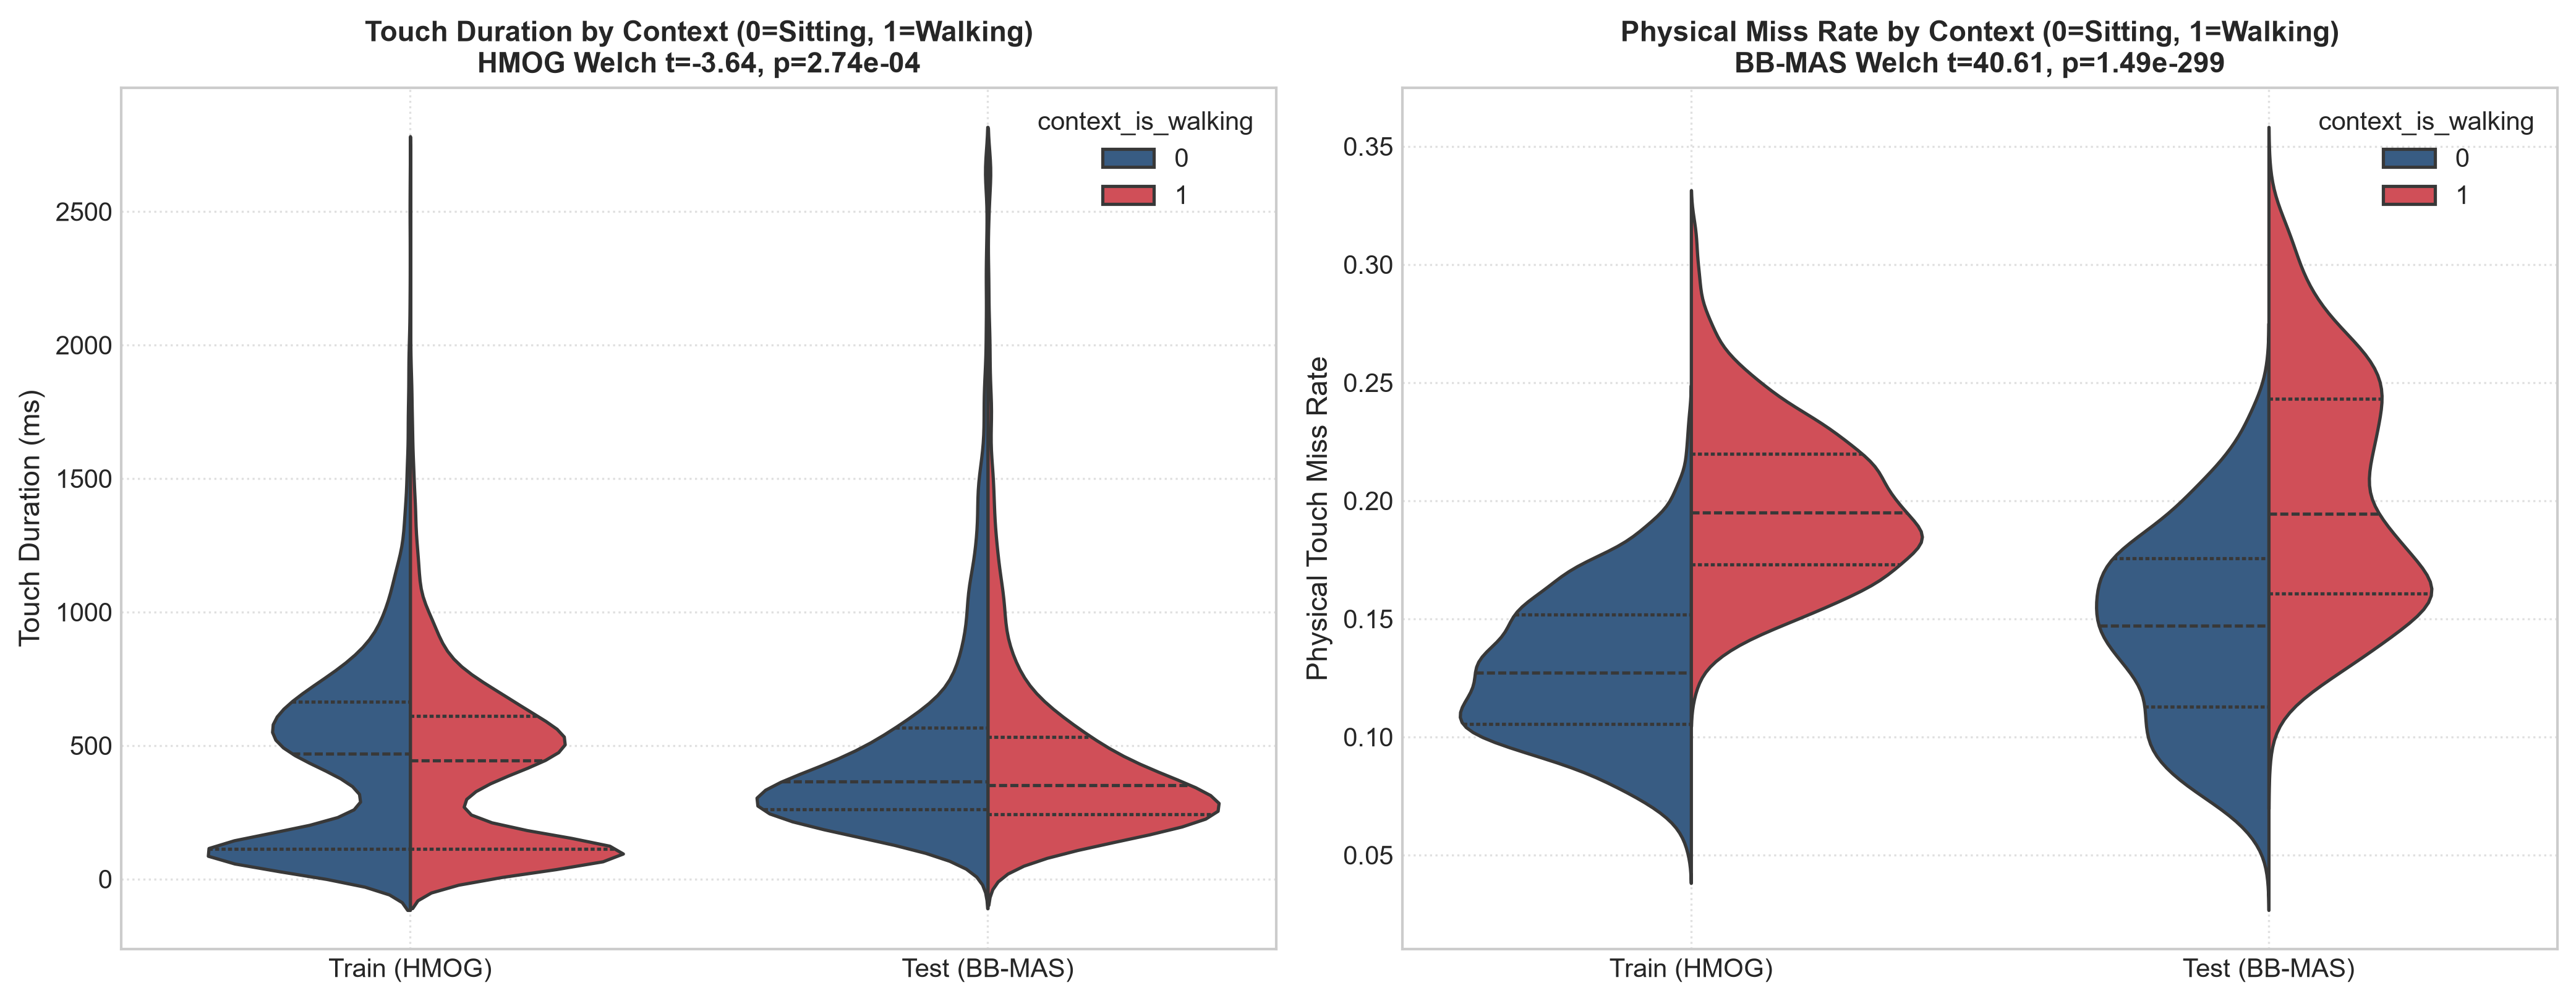 Touch Duration by Context (0=Sitting, 1=Walking)
HMOG Welch t=-3.64, p=2.74e-04
Touch Duration (ms)
2500
2000
1500
1000
500
0
context_is_walking
0
1
Train (HMOG)
Test (BB-MAS)
Physical Miss Rate by Context (0=Sitting, 1=Walking)
BB-MAS Welch t=40.61, p=1.49e-299
Physical Touch Miss Rate
0.35
0.30
0.25
0.20
0.15
0.10
0.05
context_is_walking
0
1
Train (HMOG)
Test (BB-MAS)